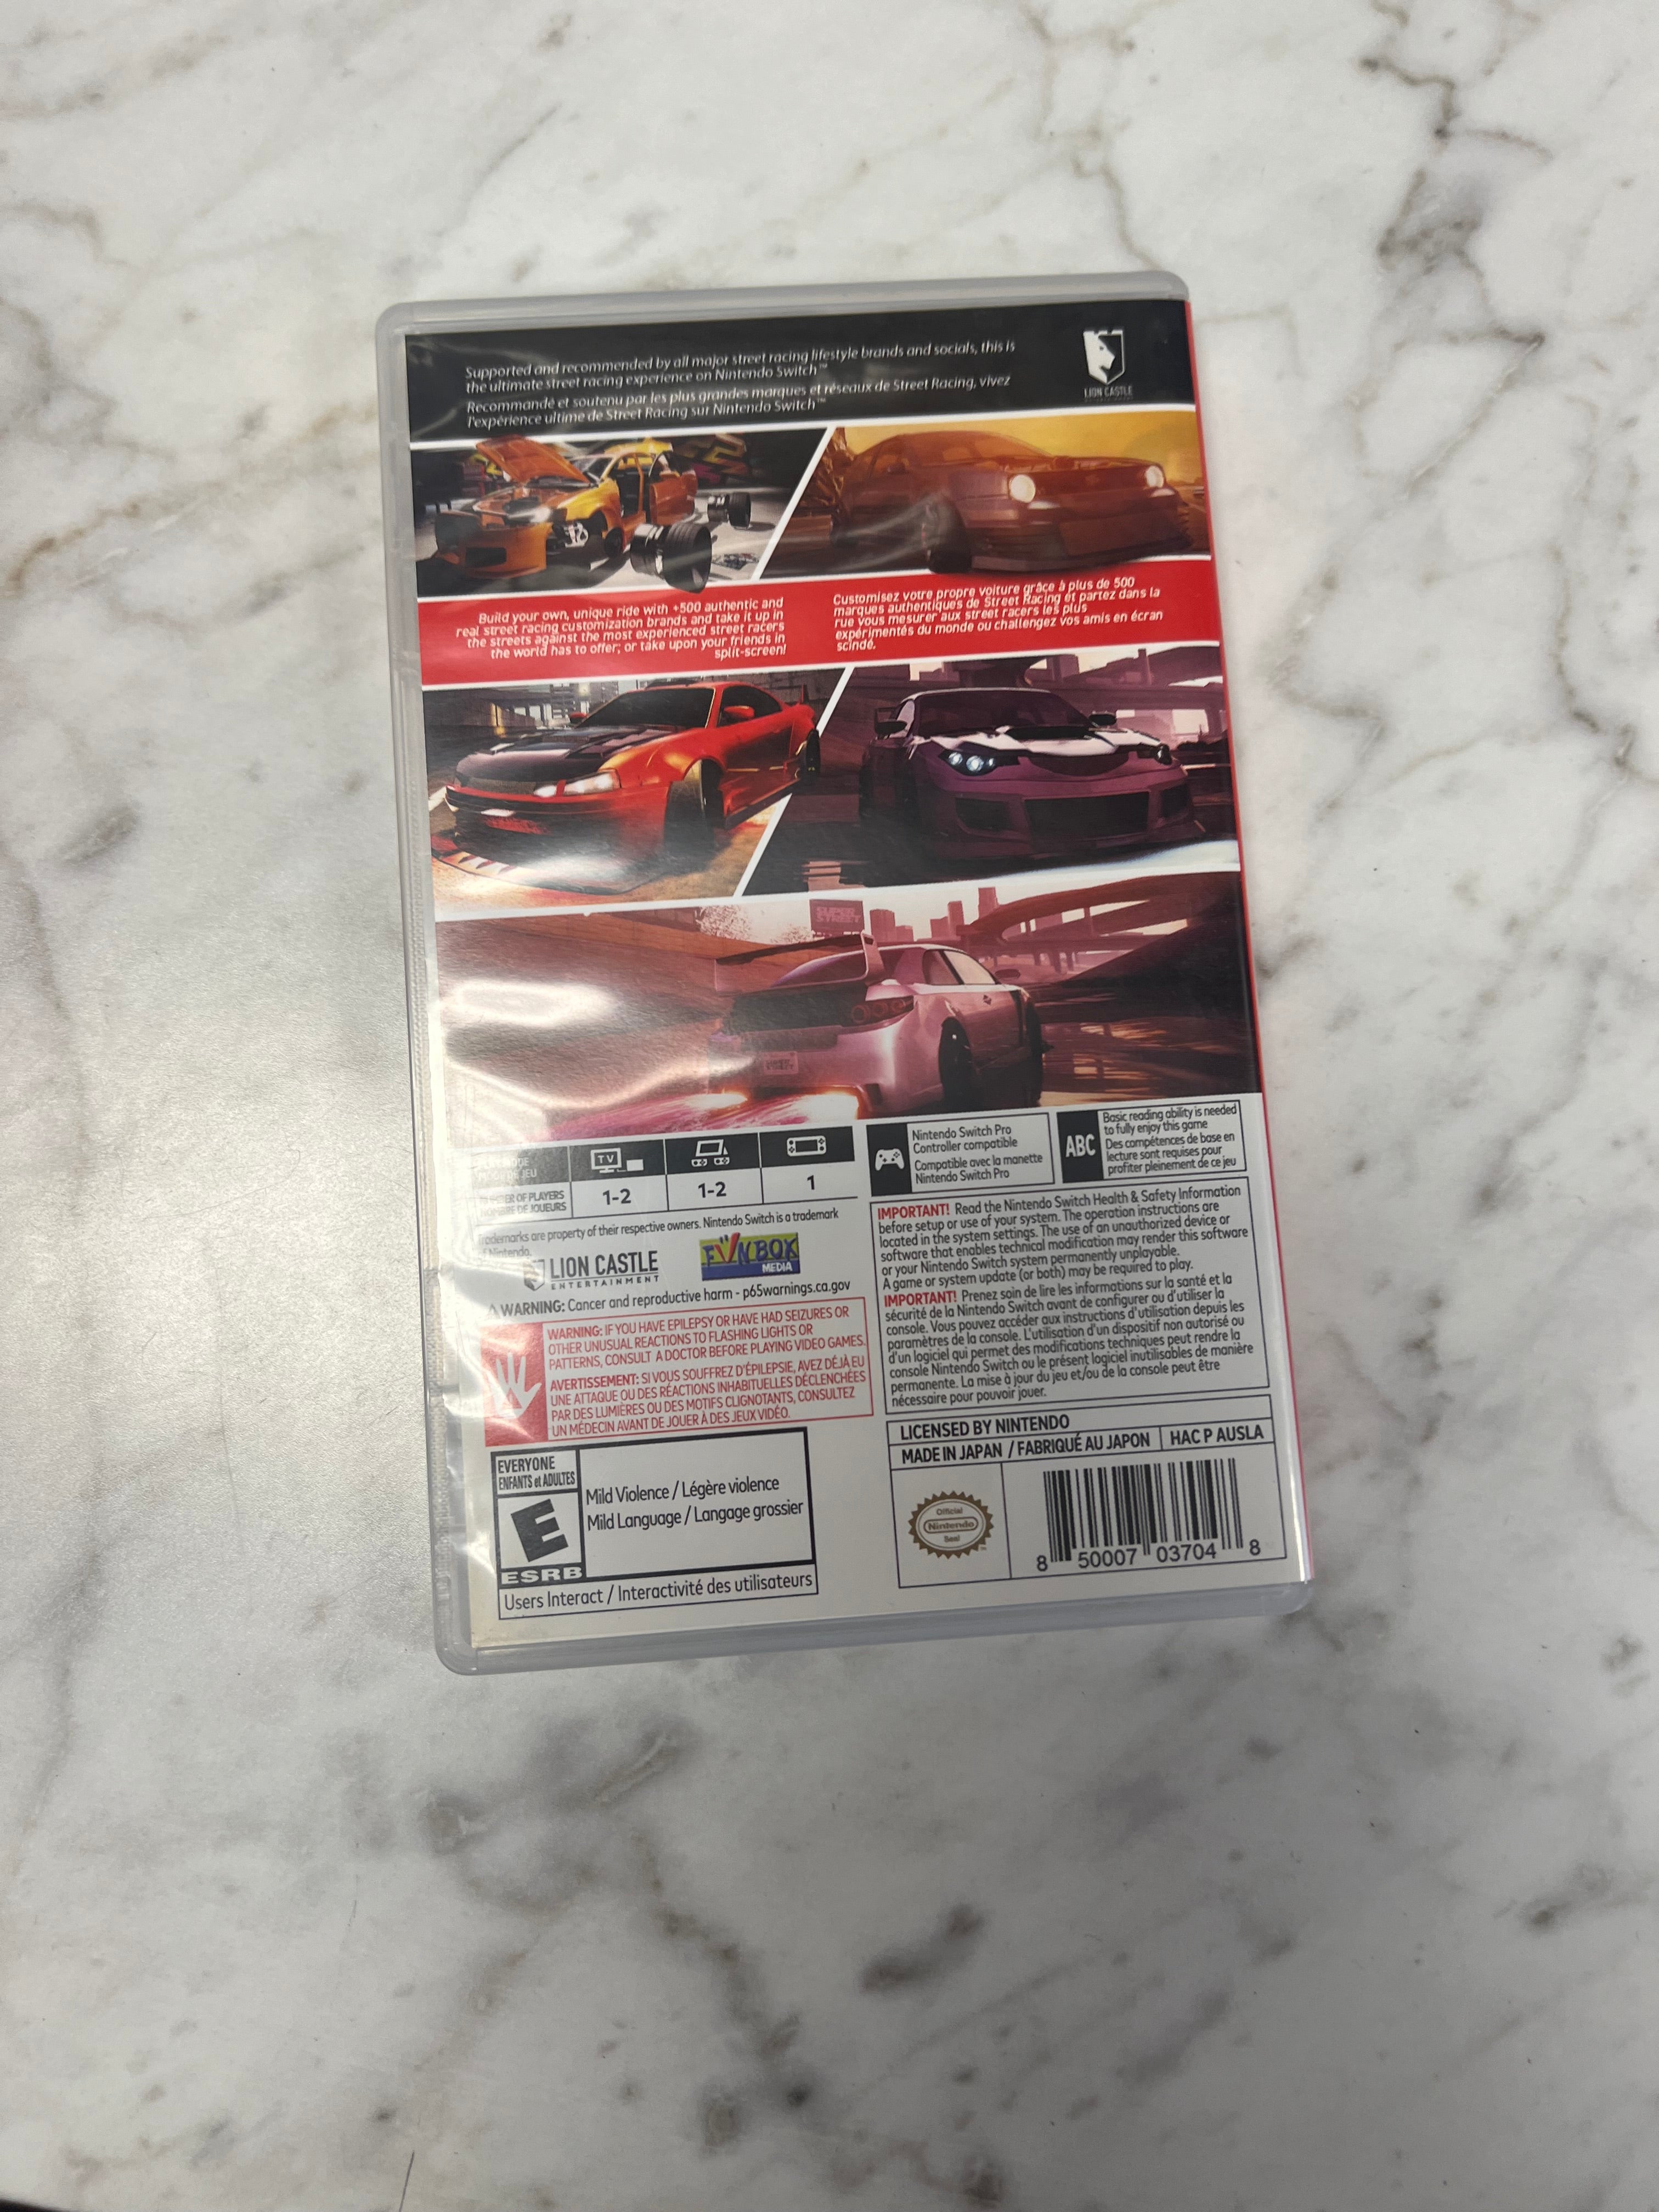 Supported and recommended by all major street racing lifestyle brands and socials, this is
the ultimate street racing experience on Nintendo Switch™
Recommandé et soutenu par les plus grandes marques et réseaux de Street Racing, vivez
l'expérience ultime de Street Racing sur Nintendo Switch™
LION CASTLE
Build your own, unique ride with +500 authentic and
real street racing customization brands and take it up in
the streets against the most experienced street racers
the world has to offer; or take upon your friends in
split-screen!
Customisez votre propre voiture grâce à plus de 500
marques authentiques de Street Racing et partez dans la
rue vous mesurer aux street racers les plus
expérimentés du monde ou challengez vos amis en écran
scindé.
SUPER
STREET
TV
OF PLAYERS
NOMBRE DE JOUEURS
1-2
1-2
1
Nintendo Switch Pro
Controller compatible
Compatible avec la manette
Nintendo Switch Pro
ABC
Basic reading ability is needed
to fully enjoy this game
Des compétences de base en
lecture sont requises pour
profiter pleinement de ce jeu
Trademarks are property of their respective owners. Nintendo Switch is a trademark
of Nintendo.
LION CASTLE
ENTERTAINMENT
FUNBOX
MEDIA
⚠ WARNING: Cancer and reproductive harm - p65warnings.ca.gov
WARNING: IF YOU HAVE EPILEPSY OR HAVE HAD SEIZURES OR
OTHER UNUSUAL REACTIONS TO FLASHING LIGHTS OR
PATTERNS, CONSULT A DOCTOR BEFORE PLAYING VIDEO GAMES.
AVERTISSEMENT: SI VOUS SOUFFREZ D'ÉPILEPSIE, AVEZ DÉJÀ EU
UNE ATTAQUE OU DES RÉACTIONS INHABITUELLES DÉCLENCHÉES
PAR DES LUMIÈRES OU DES MOTIFS CLIGNOTANTS, CONSULTEZ
UN MÉDECIN AVANT DE JOUER À DES JEUX VIDÉO.
IMPORTANT! Read the Nintendo Switch Health & Safety Information
before setup or use of your system. The operation instructions are
located in the system settings. The use of an unauthorized device or
software that enables technical modification may render this software
or your Nintendo Switch system permanently unplayable.
A game or system update (or both) may be required to play.
IMPORTANT! Prenez soin de lire les informations sur la santé et la
sécurité de la Nintendo Switch avant de configurer ou d'utiliser la
console. Vous pouvez accéder aux instructions d'utilisation depuis les
paramètres de la console. L'utilisation d'un dispositif non autorisé ou
d'un logiciel qui permet des modifications techniques peut rendre la
console Nintendo Switch ou le présent logiciel inutilisables de manière
permanente. La mise à jour du jeu et/ou de la console peut être
nécessaire pour pouvoir jouer.
EVERYONE
ENFANTS et ADULTES
E
ESRB
Mild Violence / Légère violence
Mild Language / Langage grossier
Users Interact / Interactivité des utilisateurs
LICENSED BY NINTENDO
MADE IN JAPAN / FABRIQUÉ AU JAPON
HAC P AUSLA
Official
Nintendo
Seal
8 50007 03704 8